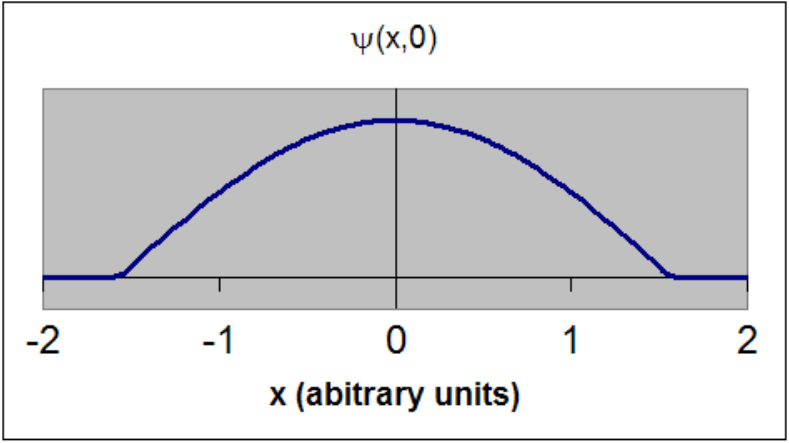 ψ(x,0)
-2 -1 0 1 2
x (abitrary units)